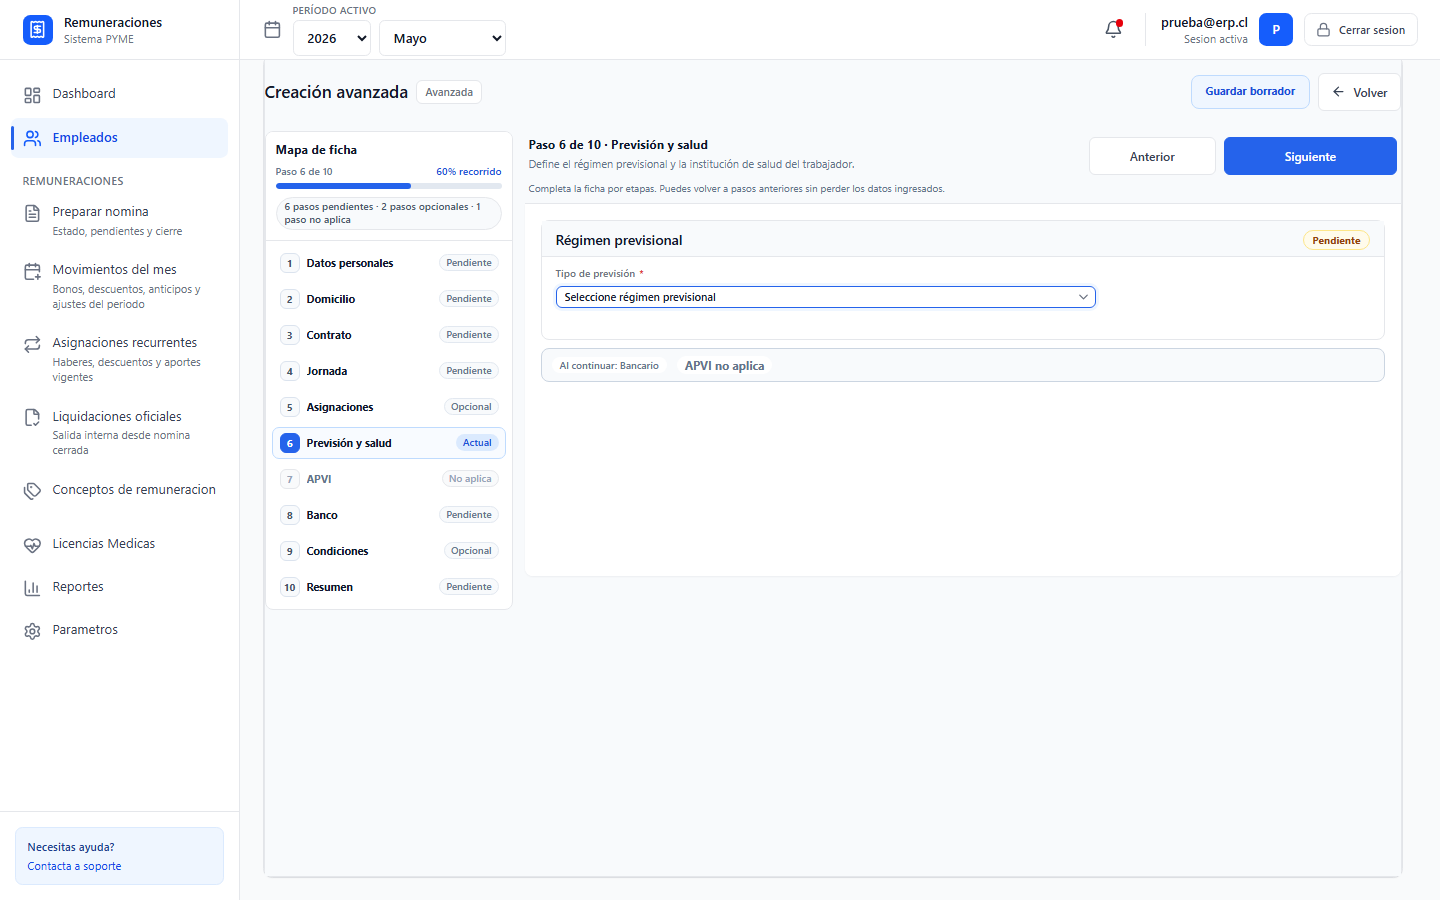 Remuneraciones
Sistema PYME
PERÍODO ACTIVO
2026
Mayo
prueba@erp.cl
Sesion activa
P
Cerrar sesion
Dashboard
Empleados
REMUNERACIONES
Preparar nomina
Estado, pendientes y cierre
Movimientos del mes
Bonos, descuentos, anticipos y
ajustes del periodo
Asignaciones recurrentes
Haberes, descuentos y aportes
vigentes
Liquidaciones oficiales
Salida interna desde nomina
cerrada
Conceptos de remuneracion
Licencias Medicas
Reportes
Parametros
Necesitas ayuda?
Contacta a soporte
Creación avanzada
Avanzada
Guardar borrador
Volver
Mapa de ficha
Paso 6 de 10
60% recorrido
6 pasos pendientes · 2 pasos opcionales · 1
paso no aplica
1 Datos personales Pendiente
2 Domicilio Pendiente
3 Contrato Pendiente
4 Jornada Pendiente
5 Asignaciones Opcional
6 Previsión y salud Actual
7 APVI No aplica
8 Banco Pendiente
9 Condiciones Opcional
10 Resumen Pendiente
Paso 6 de 10 · Previsión y salud
Define el régimen previsional y la institución de salud del trabajador.
Completa la ficha por etapas. Puedes volver a pasos anteriores sin perder los datos ingresados.
Anterior
Siguiente
Régimen previsional
Pendiente
Tipo de previsión *
Seleccione régimen previsional
Al continuar: Bancario
APVI no aplica